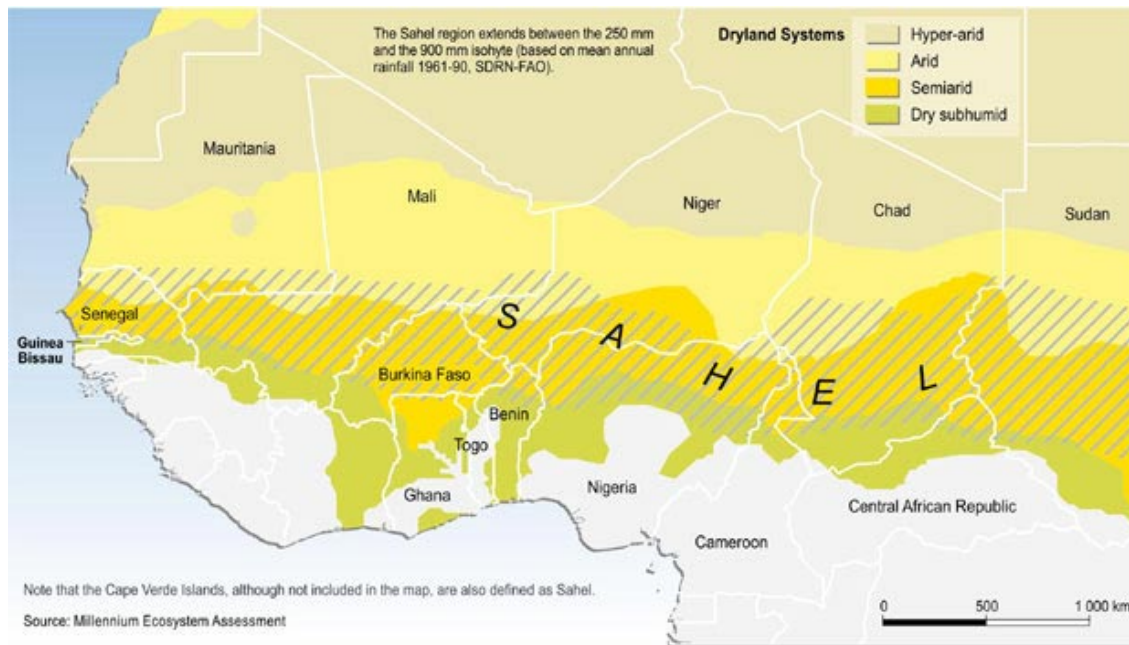 The Sahel region extends between the 250 mm
and the 900 mm isohyte (based on mean annual
rainfall 1961-90, SDRN-FAO).
Dryland Systems
Hyper-arid
Arid
Semiarid
Dry subhumid
Mauritania
Mali
Niger
Chad
Sudan
Senegal
Guinea
Bissau
SAHEL
Burkina Faso
Benin
Togo
Ghana
Nigeria
Central African Republic
Cameroon
Note that the Cape Verde Islands, although not included in the map, are also defined as Sahel.
Source: Millennium Ecosystem Assessment
0 500 1 000 km